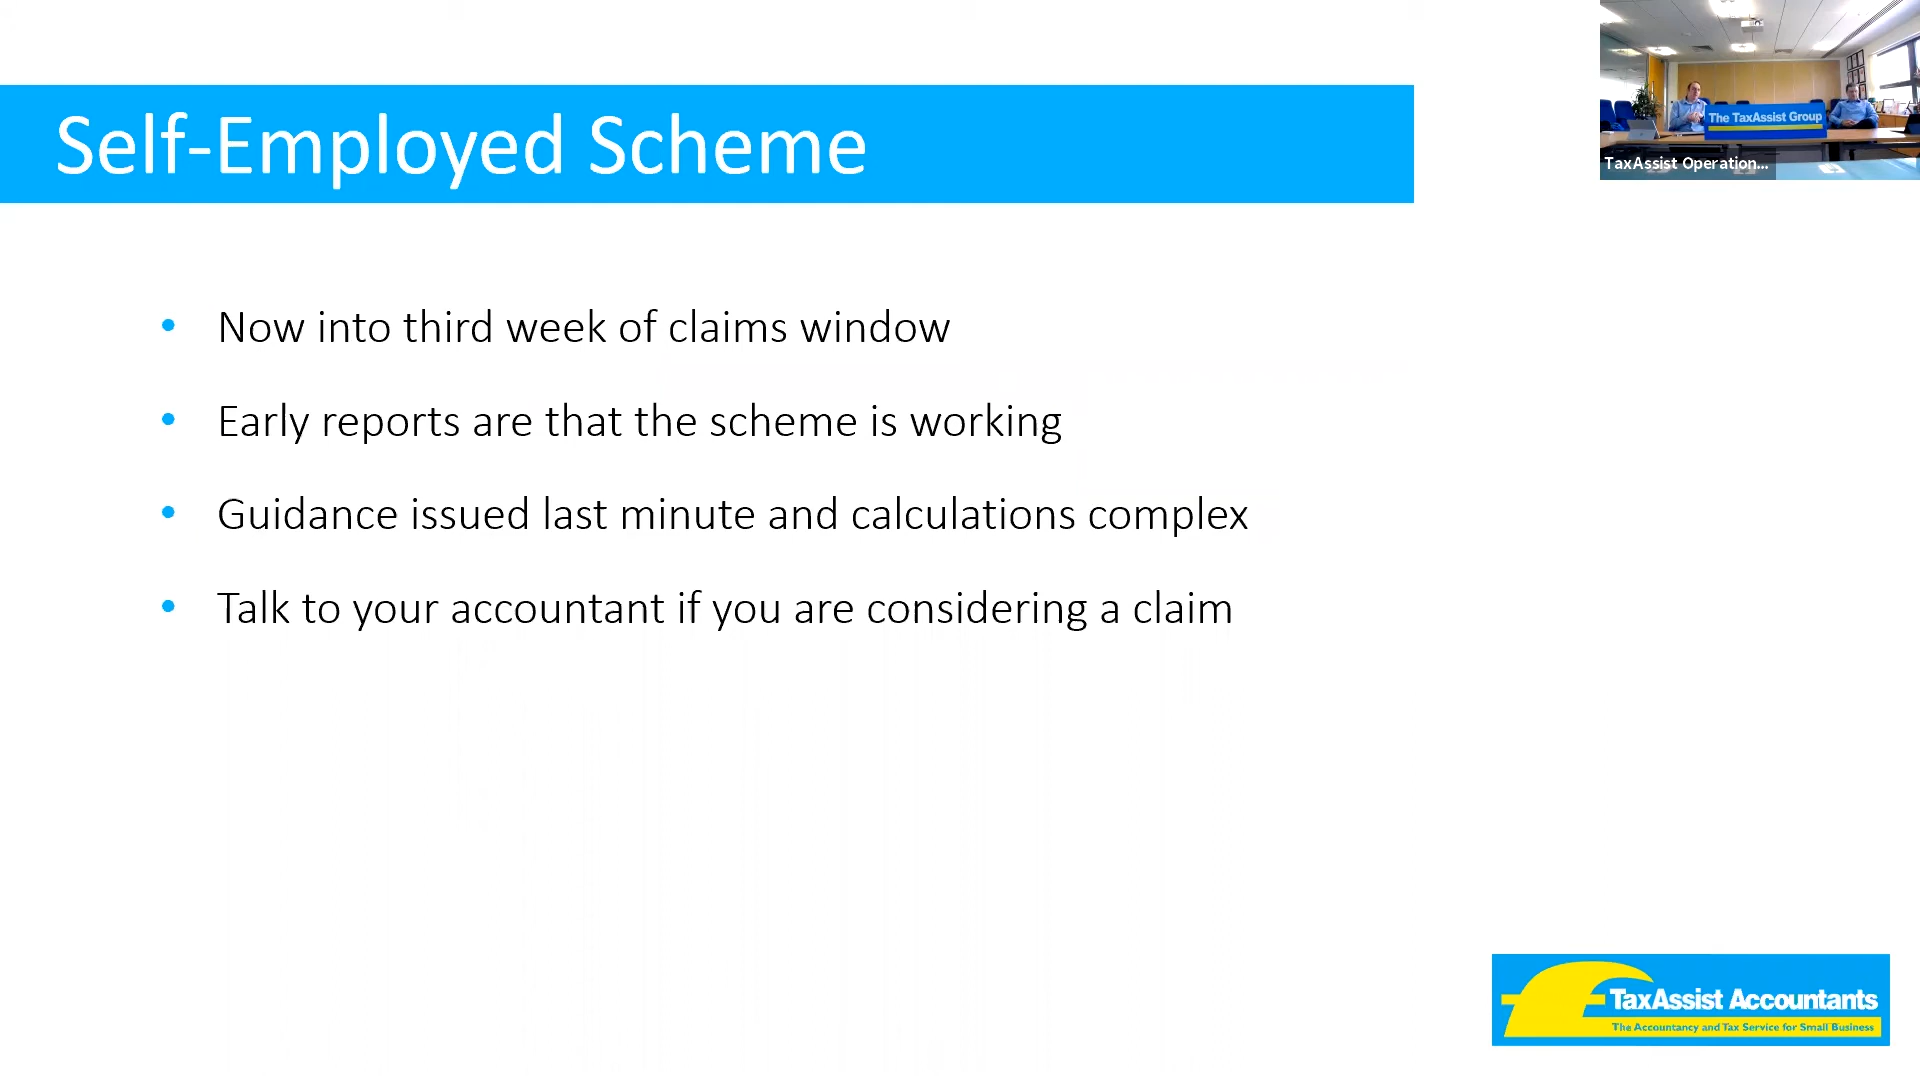 Self-Employed Scheme
The TaxAssist Group
TaxAssist Operation...
• Now into third week of claims window
• Early reports are that the scheme is working
• Guidance issued last minute and calculations complex
• Talk to your accountant if you are considering a claim
TaxAssist Accountants
The Accountancy and Tax Service for Small Business